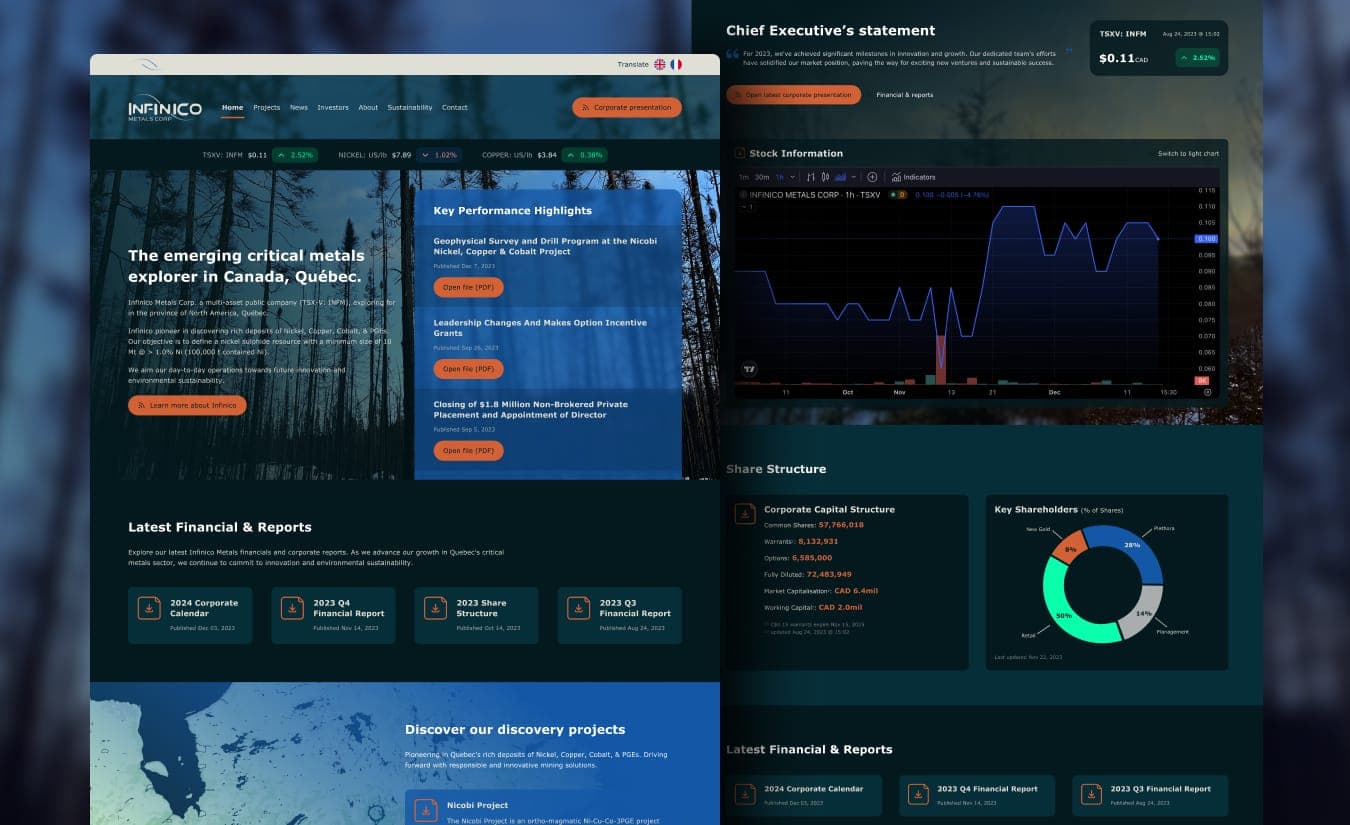 Translate
INFINICO
METALS CORP
Home Projects News Investors About Sustainability Contact
Corporate presentation
TSXV: INFM $0.11 2.52% NICKEL: US/lb $7.89 1.02% COPPER: US/lb $3.84 0.38%
The emerging critical metals
explorer in Canada, Québec.
Infinico Metals Corp. a multi-asset public company (TSX-V: INFM), exploring for
in the province of North America, Québec.
Infinico pioneer in discovering rich deposits of Nickel, Copper, Cobalt, & PGEs.
Our objective is to define a nickel sulphide resource with a minimum size of 10
Mt @ > 1.0% Ni (100,000 t contained Ni).
We aim our day-to-day operations towards future innovation and
environmental sustainability.
Learn more about Infinico
Key Performance Highlights
Geophysical Survey and Drill Program at the Nicobi
Nickel, Copper & Cobalt Project
Published Dec 7, 2023
Open file (PDF)
Leadership Changes And Makes Option Incentive
Grants
Published Sep 26, 2023
Open file (PDF)
Closing of $1.8 Million Non-Brokered Private
Placement and Appointment of Director
Published Sep 5, 2023
Open file (PDF)
Latest Financial & Reports
Explore our latest Infinico Metals financials and corporate reports. As we advance our growth in Quebec's critical
metals sector, we continue to commit to innovation and environmental sustainability.
2024 Corporate
Calendar
Published Dec 03, 2023
2023 Q4
Financial Report
Published Nov 14, 2023
2023 Share
Structure
Published Oct 14, 2023
2023 Q3
Financial Report
Published Aug 24, 2023
Discover our discovery projects
Pioneering in Quebec's rich deposits of Nickel, Copper, Cobalt, & PGEs. Driving
forward with responsible and innovative mining solutions.
Nicobi Project
The Nicobi Project is an ortho-magmatic Ni-Cu-Co-3PGE project
Chief Executive's statement
For 2023, we've achieved significant milestones in innovation and growth. Our dedicated team's efforts
have solidified our market position, paving the way for exciting new ventures and sustainable success.
Open latest corporate presentation
Financial & reports
TSXV: INFM Aug 24, 2023 @ 15:02
$0.11CAD 2.52%
Stock Information
Switch to light chart
1m 30m 1h Indicators
INFINICO METALS CORP · 1h · TSXV D 0.100 −0.005 (−4.76%)
1
0.115
0.110
0.105
0.100
0.095
0.090
0.085
0.080
0.075
0.070
0.065
0.060
8K
11 Oct Nov 13 21 Dec 11 15:30
Share Structure
Corporate Capital Structure
Common Shares: 57,766,018
Warrants: 8,132,931
Options: 6,585,000
Fully Diluted: 72,483,949
Market Capitalisation: CAD 6.4mil
Working Capital: CAD 2.0mil
C$0.15 warrants expire Nov 15, 2025
updated Aug 24, 2023 @ 15:02
Key Shareholders (% of Shares)
New Gold
Plethora
8%
28%
50%
14%
Retail
Management
Last updated Nov 22, 2023
Latest Financial & Reports
2024 Corporate Calendar
Published Dec 03, 2023
2023 Q4 Financial Report
Published Nov 14, 2023
2023 Q3 Financial Report
Published Aug 24, 2023